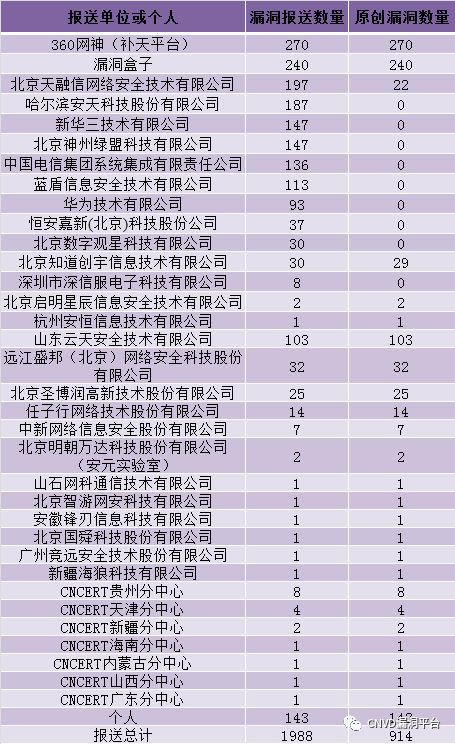 报送单位或个人 漏洞报送数量 原创漏洞数量
360网神（补天平台） 270 270
漏洞盒子 240 240
北京天融信网络安全技术有限公司 197 22
哈尔滨安天科技股份有限公司 187 0
新华三技术有限公司 147 0
北京神州绿盟科技有限公司 147 0
中国电信集团系统集成有限责任公司 136 0
蓝盾信息安全技术有限公司 113 0
华为技术有限公司 93 0
恒安嘉新(北京)科技股份公司 37 0
北京数字观星科技有限公司 30 0
北京知道创宇信息技术有限公司 30 29
深圳市深信服电子科技有限公司 8 0
北京启明星辰信息安全技术有限公司 2 2
杭州安恒信息技术有限公司 1 1
山东云天安全技术有限公司 103 103
远江盛邦（北京）网络安全科技股份
有限公司 32 32
北京圣博润高新技术股份有限公司 25 25
任子行网络技术股份有限公司 14 14
中新网络信息安全股份有限公司 7 7
北京明朝万达科技股份有限公司
（安元实验室） 2 2
山石网科通信技术有限公司 1 1
北京智游网安科技有限公司 1 1
安徽锋刃信息科技有限公司 1 1
北京国舜科技股份有限公司 1 1
广州竞远安全技术股份有限公司 1 1
新疆海狼科技有限公司 1 1
CNCERT贵州分中心 8 8
CNCERT天津分中心 4 4
CNCERT新疆分中心 2 2
CNCERT海南分中心 1 1
CNCERT内蒙古分中心 1 1
CNCERT山西分中心 1 1
CNCERT广东分中心 1 1
个人 143 143
报送总计 1988 914
CNVD漏洞平台